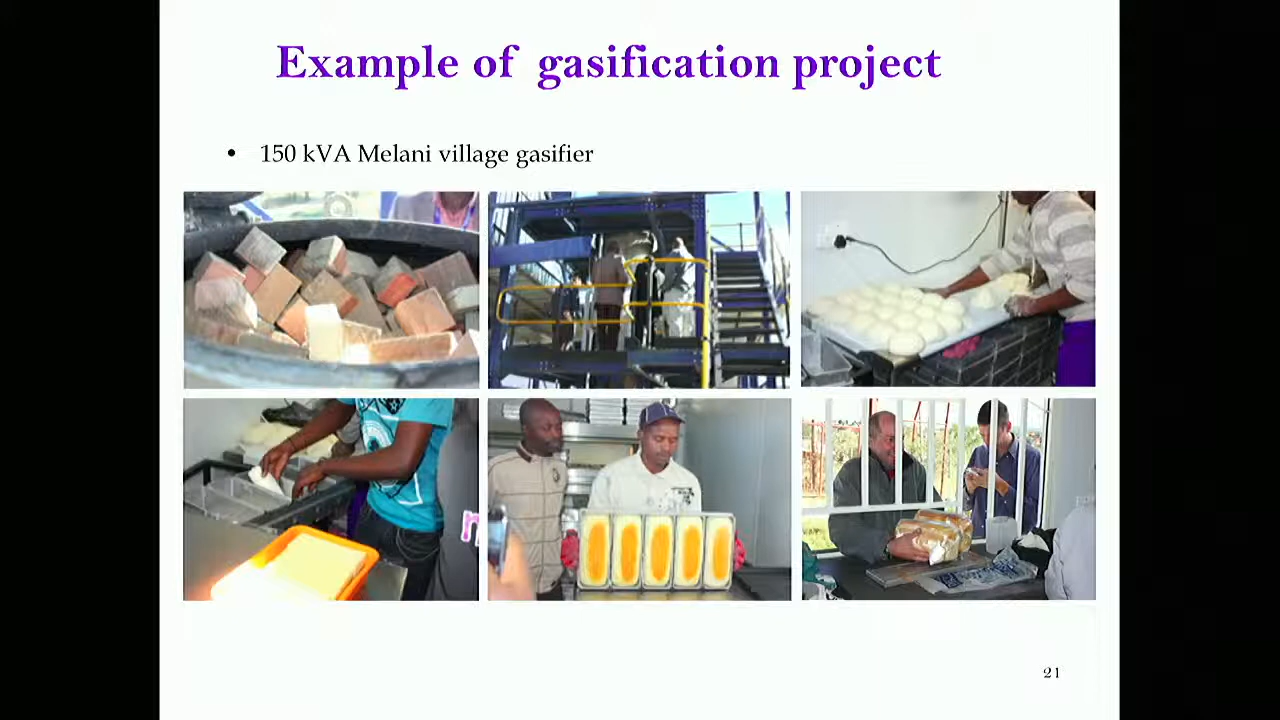 Example of gasification project
• 150 kVA Melani village gasifier
21